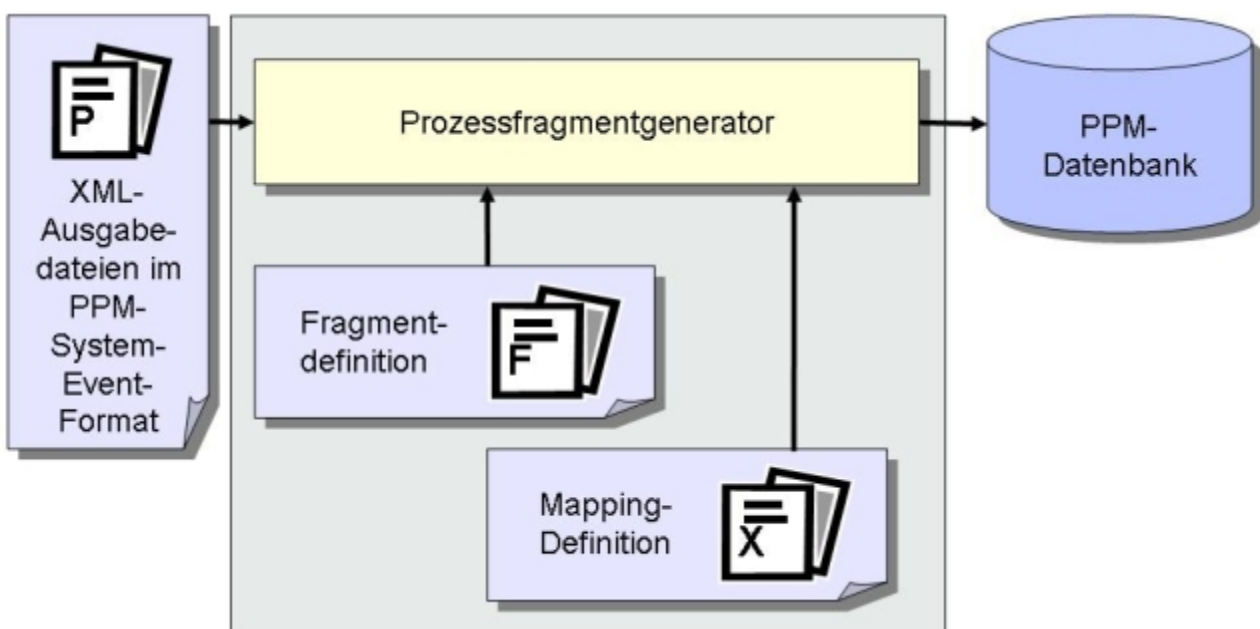 P
XML-
Ausgabe-
dateien im
PPM-
System-
Event-
Format
Prozessfragmentgenerator
PPM-
Datenbank
Fragment-
definition
F
Mapping-
Definition
X